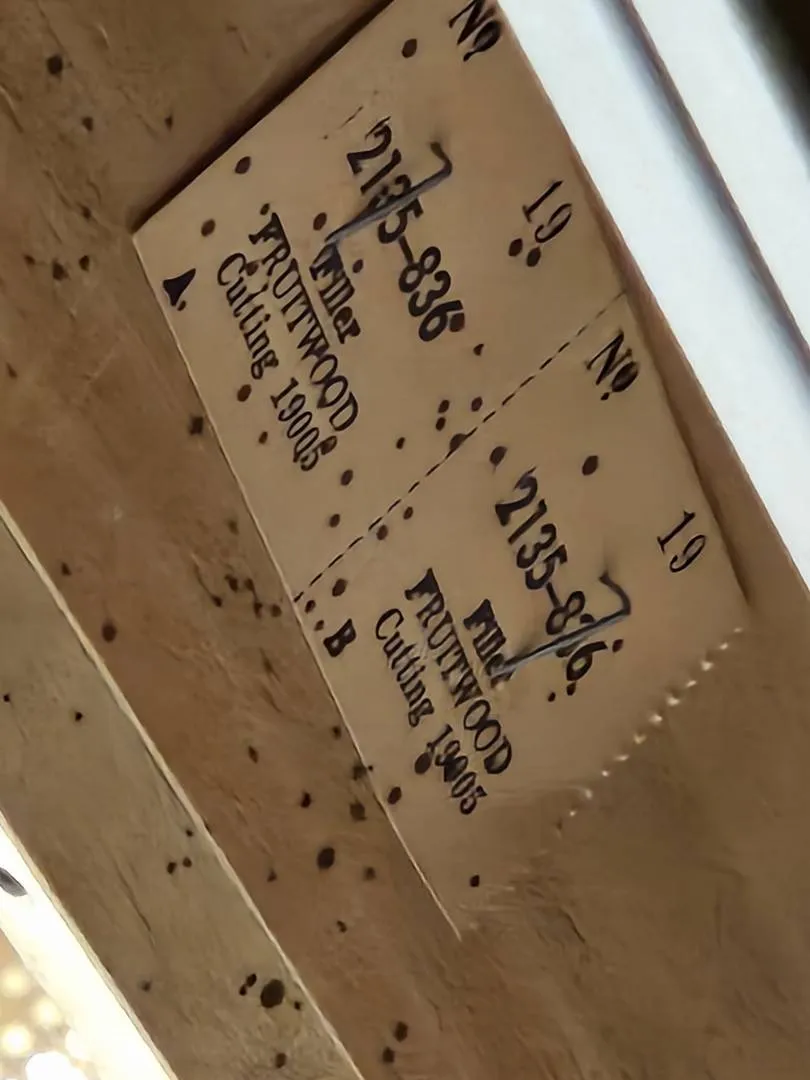 Nº 19
2135-836
Filler
FRUITWOOD
Cutting 19005
A
Nº 19
2135-836
Filler
FRUITWOOD
Cutting 19005
B